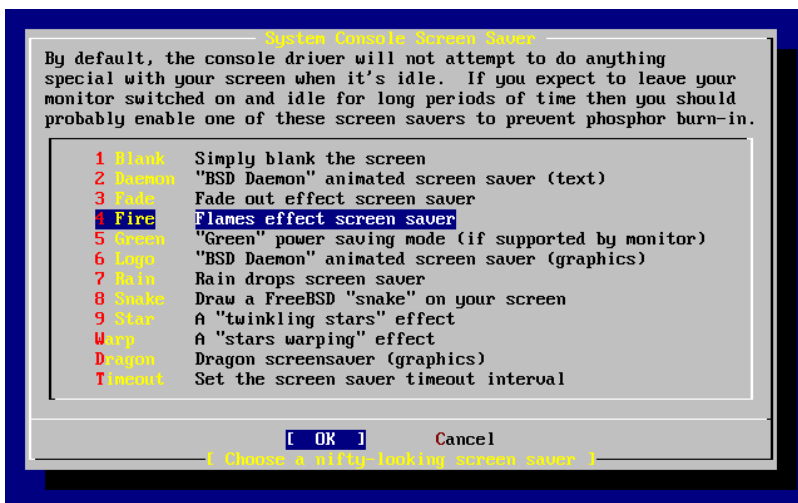 System Console Screen Saver
By default, the console driver will not attempt to do anything
special with your screen when it's idle.  If you expect to leave your
monitor switched on and idle for long periods of time then you should
probably enable one of these screen savers to prevent phosphor burn-in.
1 Blank Simply blank the screen
2 Daemon "BSD Daemon" animated screen saver (text)
3 Fade Fade out effect screen saver
4 Fire Flames effect screen saver
5 Green "Green" power saving mode (if supported by monitor)
6 Logo "BSD Daemon" animated screen saver (graphics)
7 Rain Rain drops screen saver
8 Snake Draw a FreeBSD "snake" on your screen
9 Star A "twinkling stars" effect
Warp A "stars warping" effect
Dragon Dragon screensaver (graphics)
Timeout Set the screen saver timeout interval
[ OK ] Cancel
[ Choose a nifty-looking screen saver ]